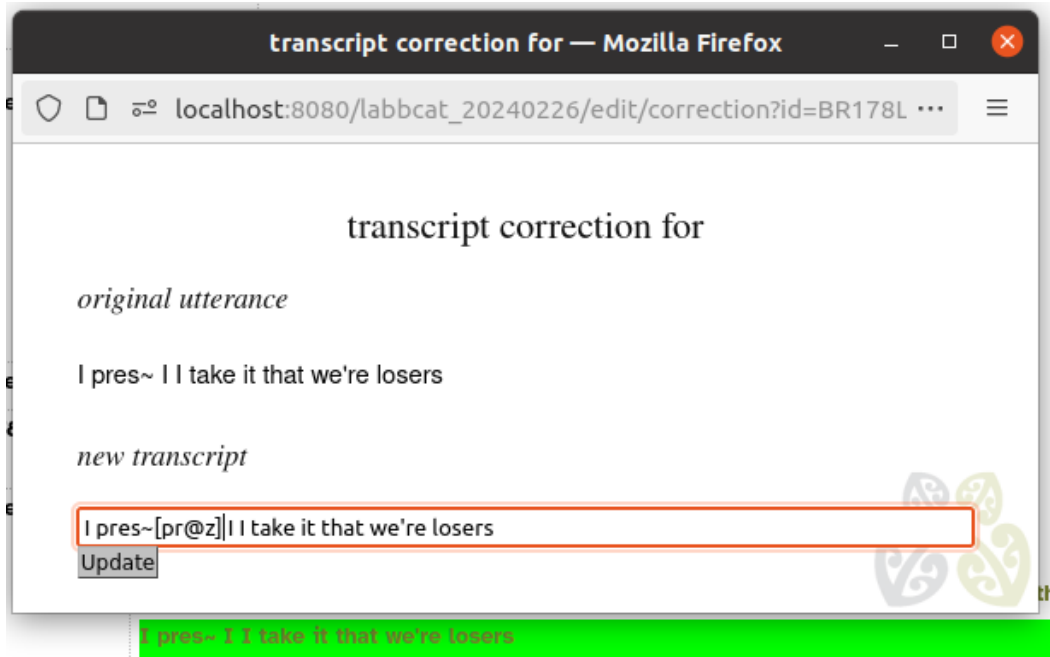 transcript correction for — Mozilla Firefox
localhost:8080/labbcat_20240226/edit/correction?id=BR178L ···
transcript correction for
original utterance
I pres~ I I take it that we're losers
new transcript
I pres~[pr@z] I I take it that we're losers
Update
th
I pres~ I I take it that we're losers